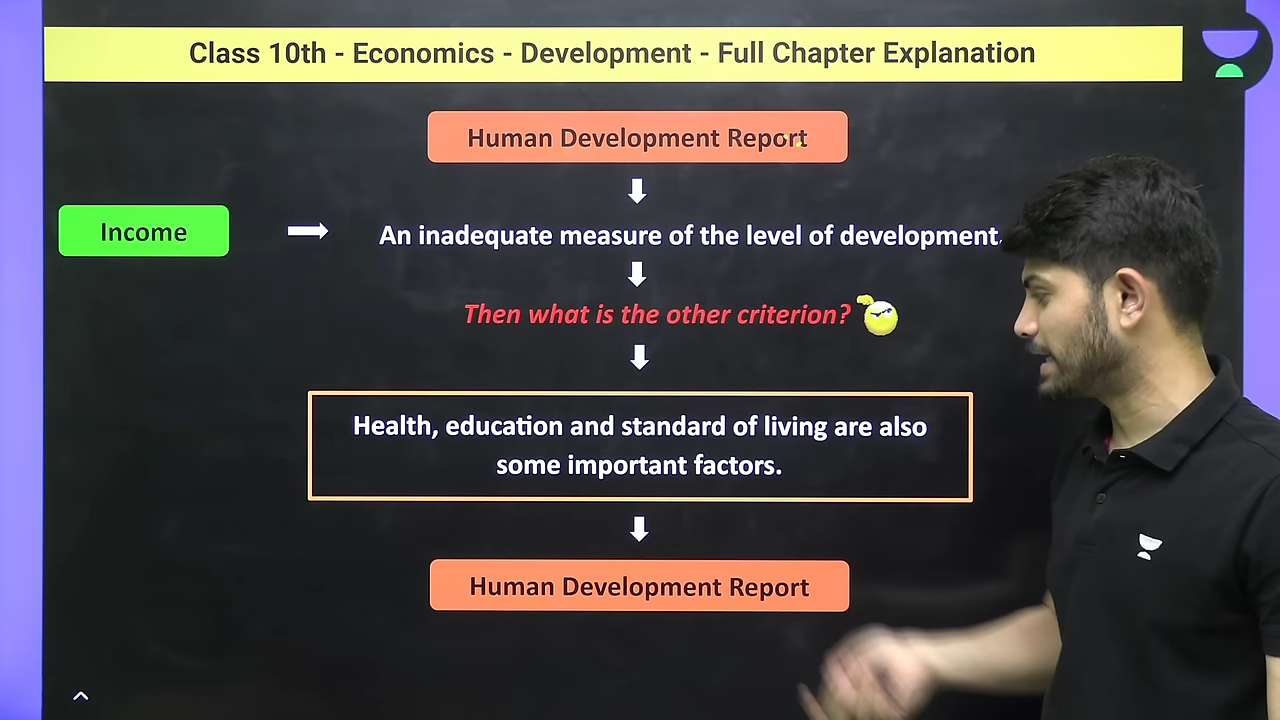 Class 10th - Economics - Development - Full Chapter Explanation
Human Development Report
Income
An inadequate measure of the level of development.
Then what is the other criterion?
Health, education and standard of living are also
some important factors.
Human Development Report